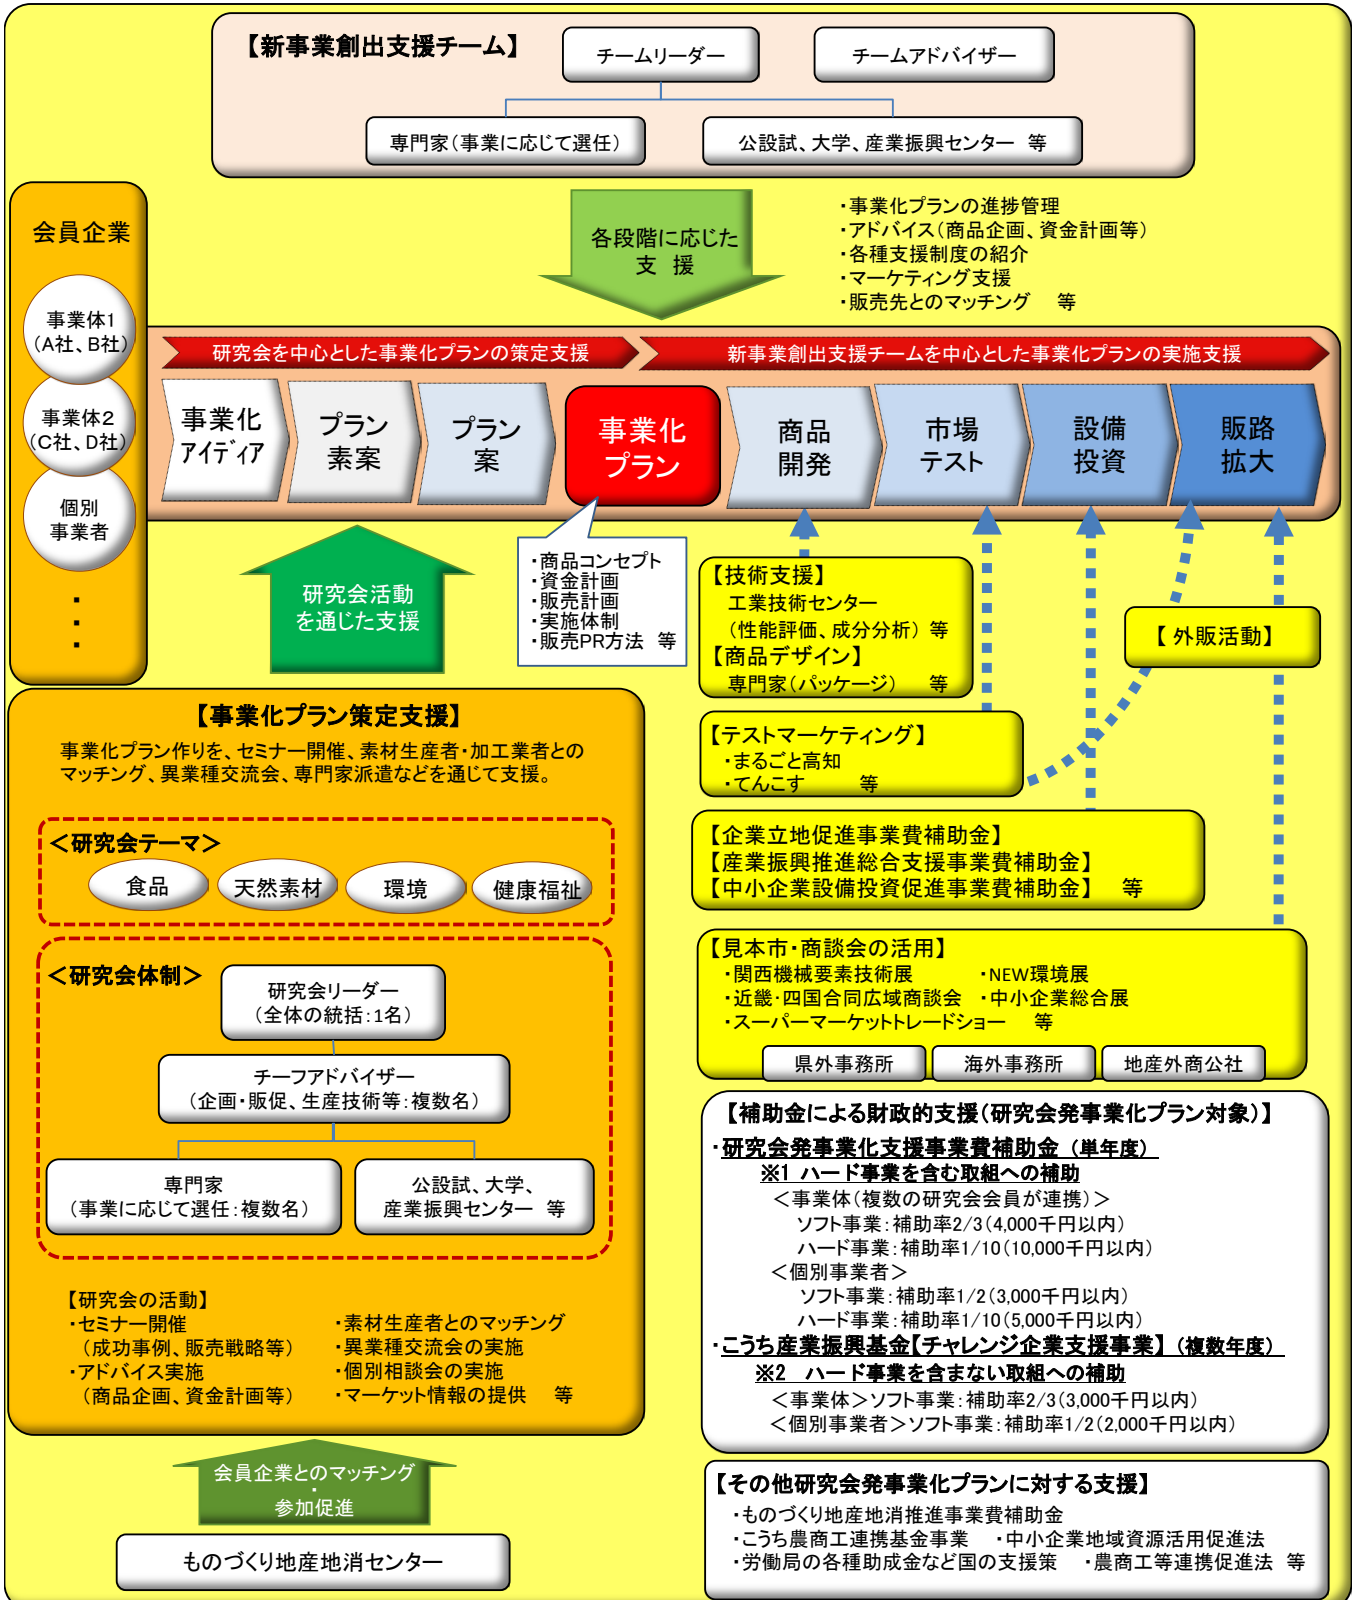 【新事業創出支援チーム】
チームリーダー
チームアドバイザー
専門家（事業に応じて選任）
公設試、大学、産業振興センター 等
会員企業
事業体1
（A社、B社）
事業体2
（C社、D社）
個別
事業者
・
・
・
各段階に応じた
支 援
・事業化プランの進捗管理
・アドバイス（商品企画、資金計画等）
・各種支援制度の紹介
・マーケティング支援
・販売先とのマッチング 等
研究会を中心とした事業化プランの策定支援
新事業創出支援チームを中心とした事業化プランの実施支援
事業化
アイディア
プラン
素案
プラン
案
事業化
プラン
商品
開発
市場
テスト
設備
投資
販路
拡大
研究会活動
を通じた支援
・商品コンセプト
・資金計画
・販売計画
・実施体制
・販売PR方法 等
【技術支援】
工業技術センター
（性能評価、成分分析）等
【商品デザイン】
専門家（パッケージ） 等
【 外販活動】
【テストマーケティング】
・まるごと高知
・てんこす 等
【企業立地促進事業費補助金】
【産業振興推進総合支援事業費補助金】
【中小企業設備投資促進事業費補助金】 等
【見本市・商談会の活用】
・関西機械要素技術展 ・NEW環境展
・近畿・四国合同広域商談会 ・中小企業総合展
・スーパーマーケットトレードショー 等
県外事務所
海外事務所
地産外商公社
【事業化プラン策定支援】
事業化プラン作りを、セミナー開催、素材生産者・加工業者との
マッチング、異業種交流会、専門家派遣などを通じて支援。
＜研究会テーマ＞
食品
天然素材
環境
健康福祉
＜研究会体制＞
研究会リーダー
（全体の統括：1名）
チーフアドバイザー
（企画・販促、生産技術等：複数名）
専門家
（事業に応じて選任：複数名）
公設試、大学、
産業振興センター 等
【研究会の活動】
・セミナー開催
（成功事例、販売戦略等）
・アドバイス実施
（商品企画、資金計画等）
・素材生産者とのマッチング
・異業種交流会の実施
・個別相談会の実施
・マーケット情報の提供 等
会員企業とのマッチング
・
参加促進
ものづくり地産地消センター
【補助金による財政的支援（研究会発事業化プラン対象）】
・研究会発事業化支援事業費補助金（単年度）
※1 ハード事業を含む取組への補助
＜事業体（複数の研究会会員が連携）＞
ソフト事業：補助率2/3（4,000千円以内）
ハード事業：補助率1/10（10,000千円以内）
＜個別事業者＞
ソフト事業：補助率1/2（3,000千円以内）
ハード事業：補助率1/10（5,000千円以内）
・こうち産業振興基金【チャレンジ企業支援事業】（複数年度）
※2 ハード事業を含まない取組への補助
＜事業体＞ソフト事業：補助率2/3（3,000千円以内）
＜個別事業者＞ソフト事業：補助率1/2（2,000千円以内）
【その他研究会発事業化プランに対する支援】
・ものづくり地産地消推進事業費補助金
・こうち農商工連携基金事業 ・中小企業地域資源活用促進法
・労働局の各種助成金など国の支援策 ・農商工等連携促進法 等